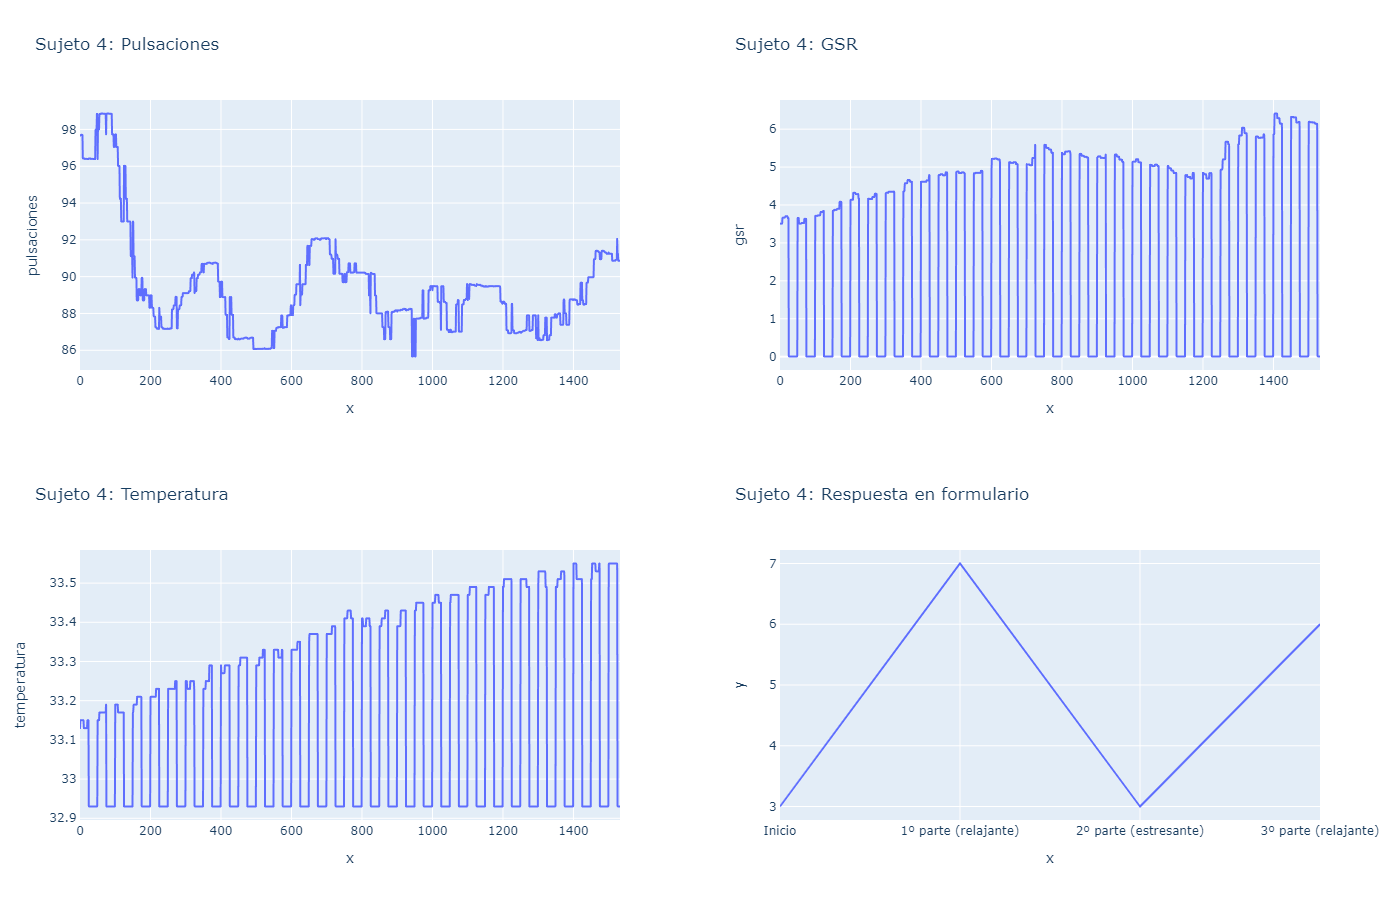 Sujeto 4: Pulsaciones
98
96
94
92
90
88
86
pulsaciones
0 200 400 600 800 1000 1200 1400
x
Sujeto 4: GSR
6
5
4
3
2
1
0
gsr
0 200 400 600 800 1000 1200 1400
x
Sujeto 4: Temperatura
33.5
33.4
33.3
33.2
33.1
33
32.9
temperatura
0 200 400 600 800 1000 1200 1400
x
Sujeto 4: Respuesta en formulario
7
6
5
4
3
y
Inicio 1º parte (relajante) 2º parte (estresante) 3º parte (relajante)
x